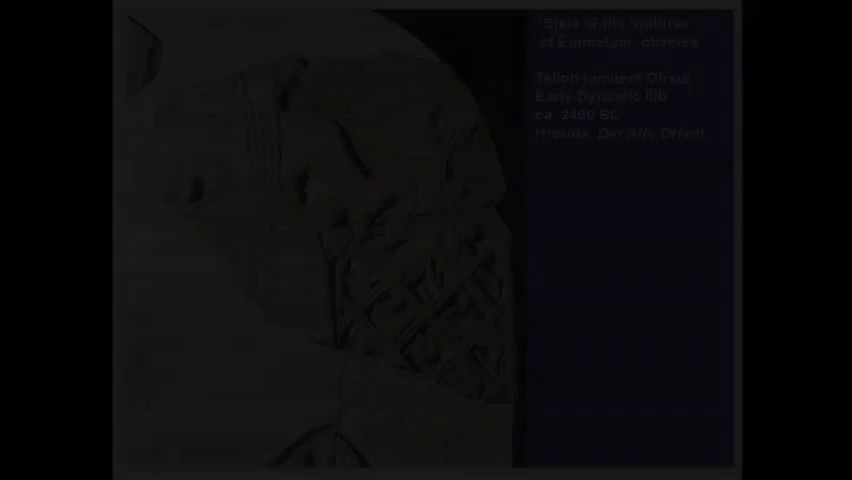 "Stele of the Vultures"
of Eannatum, obverse
Telloh (ancient Girsu)
Early Dynastic IIIb
ca. 2400 BC
Hrouda, Der Alte Orient